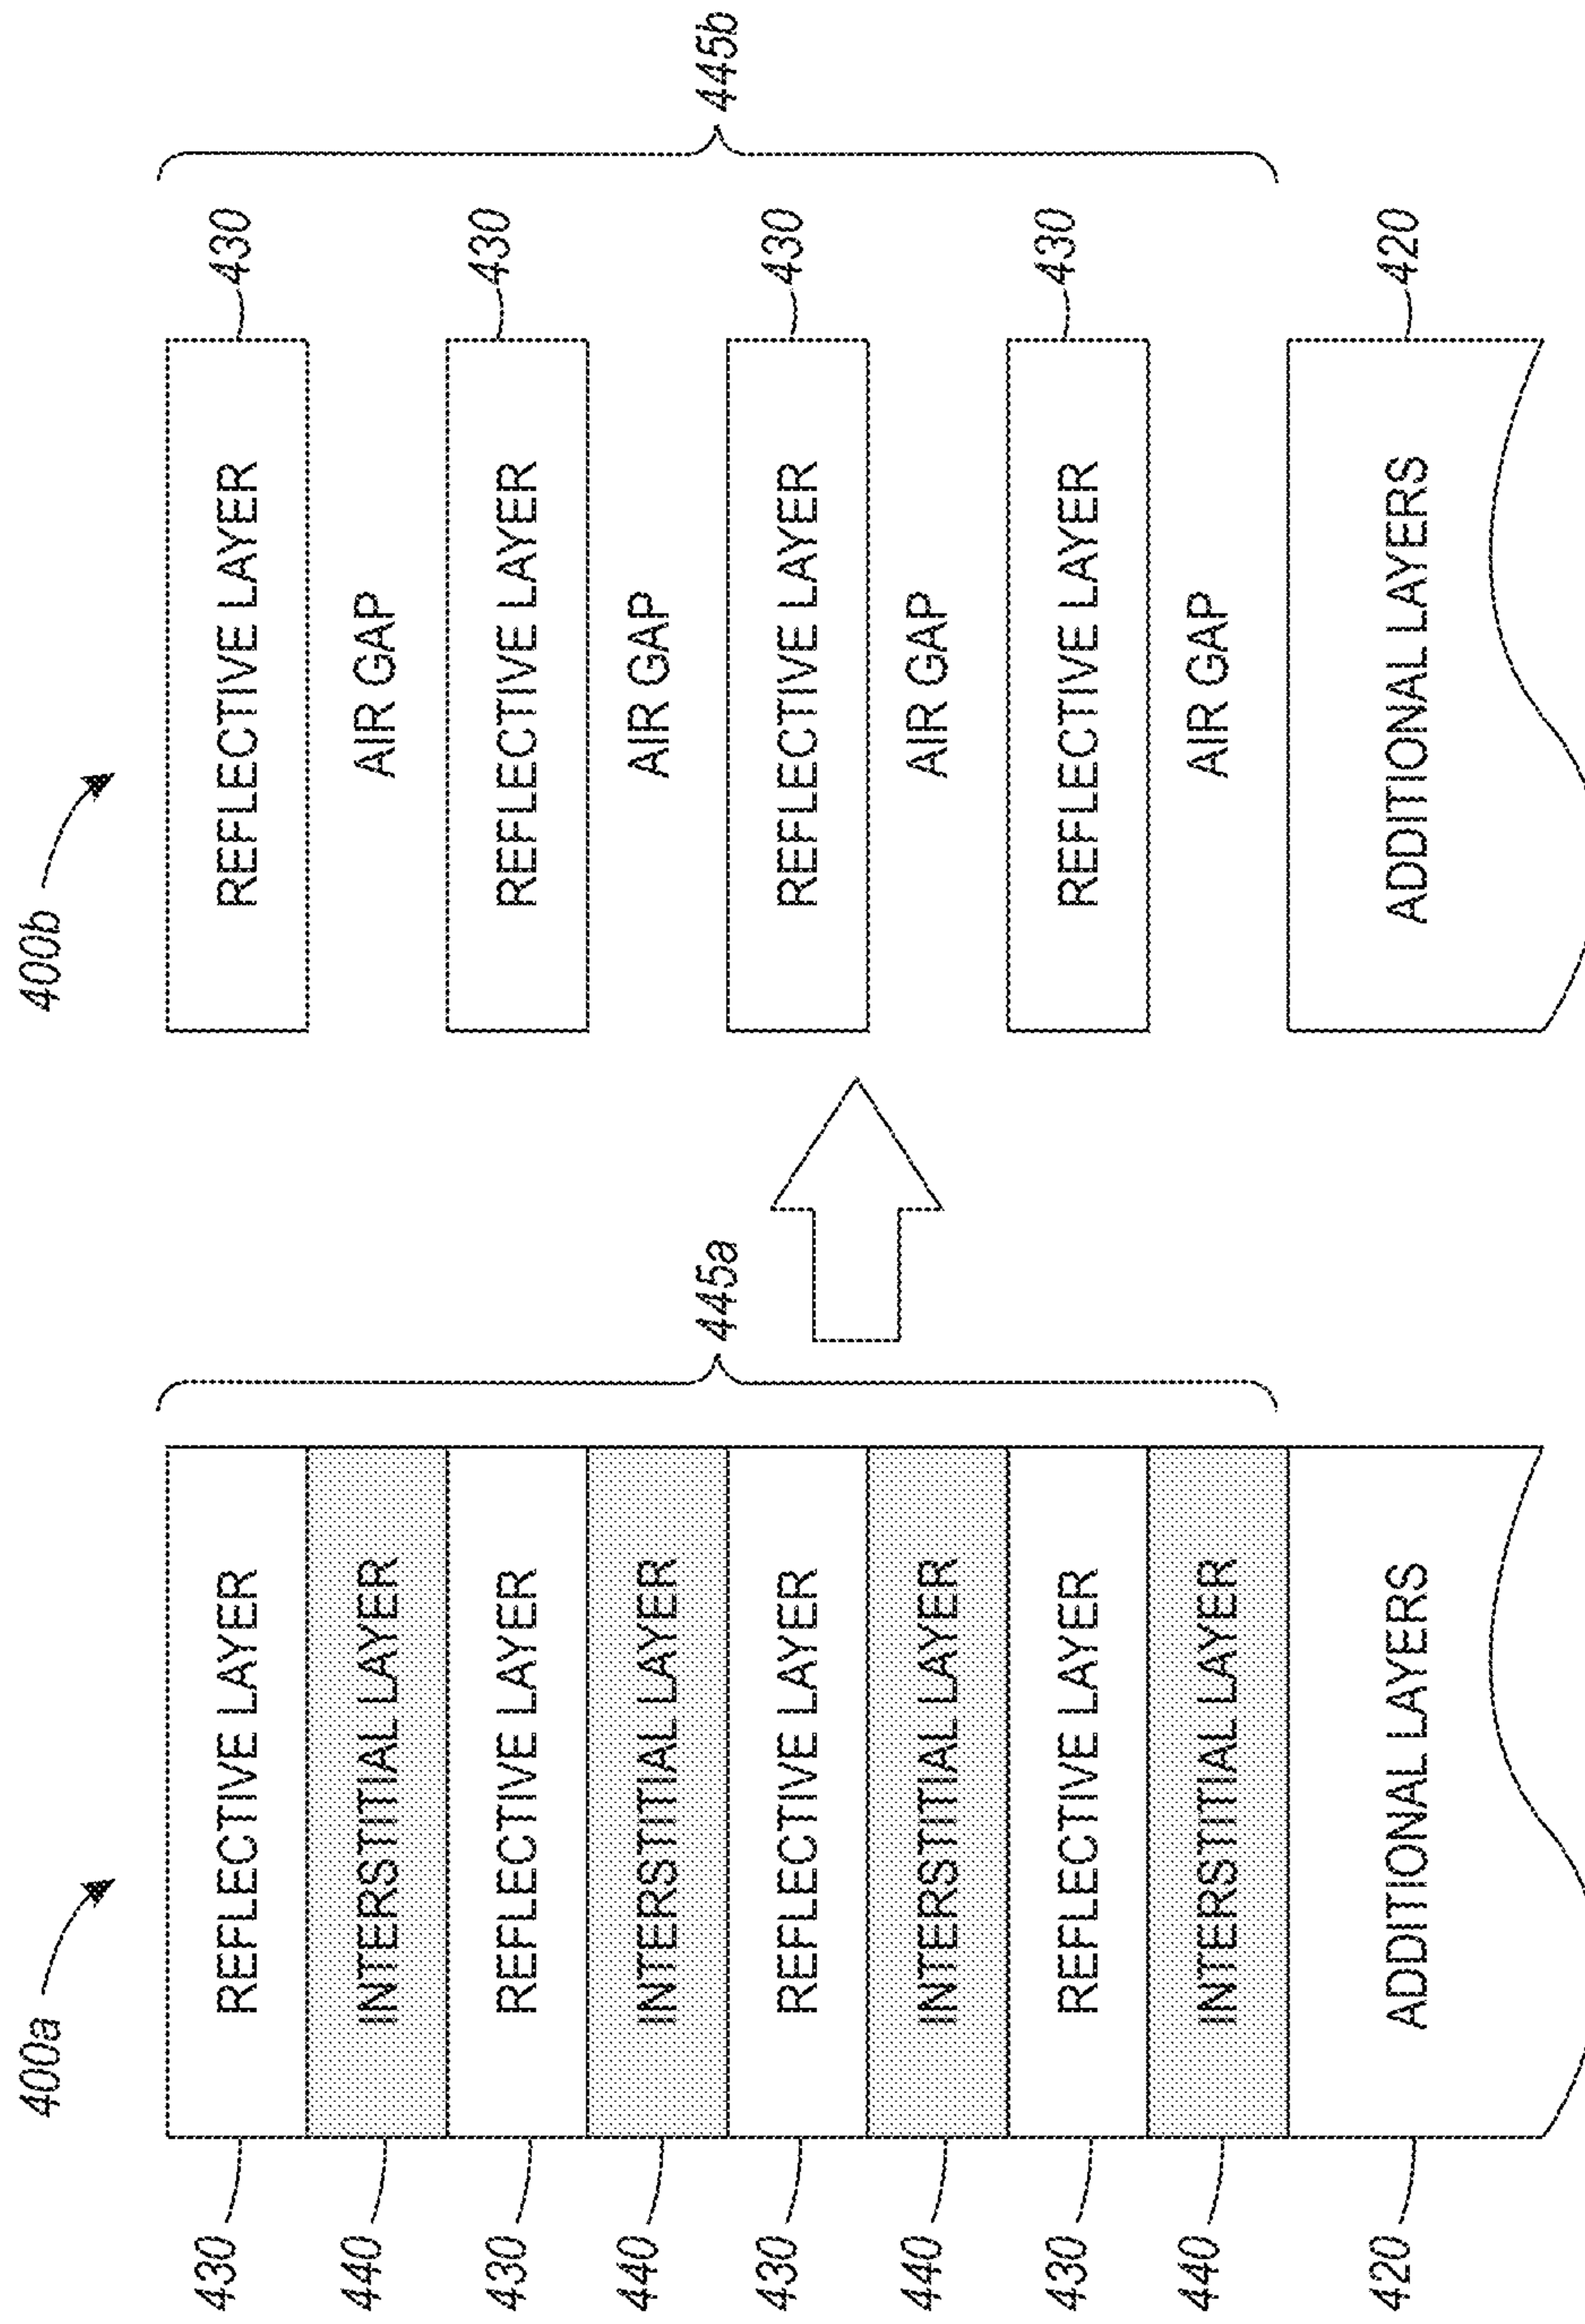 400a
430
REFLECTIVE LAYER
440
INTERSTITIAL LAYER
430
REFLECTIVE LAYER
440
INTERSTITIAL LAYER
430
REFLECTIVE LAYER
440
INTERSTITIAL LAYER
430
REFLECTIVE LAYER
440
INTERSTITIAL LAYER
420
ADDITIONAL LAYERS
445a
400b
REFLECTIVE LAYER
430
AIR GAP
REFLECTIVE LAYER
430
AIR GAP
REFLECTIVE LAYER
430
AIR GAP
REFLECTIVE LAYER
430
AIR GAP
ADDITIONAL LAYERS
420
445b